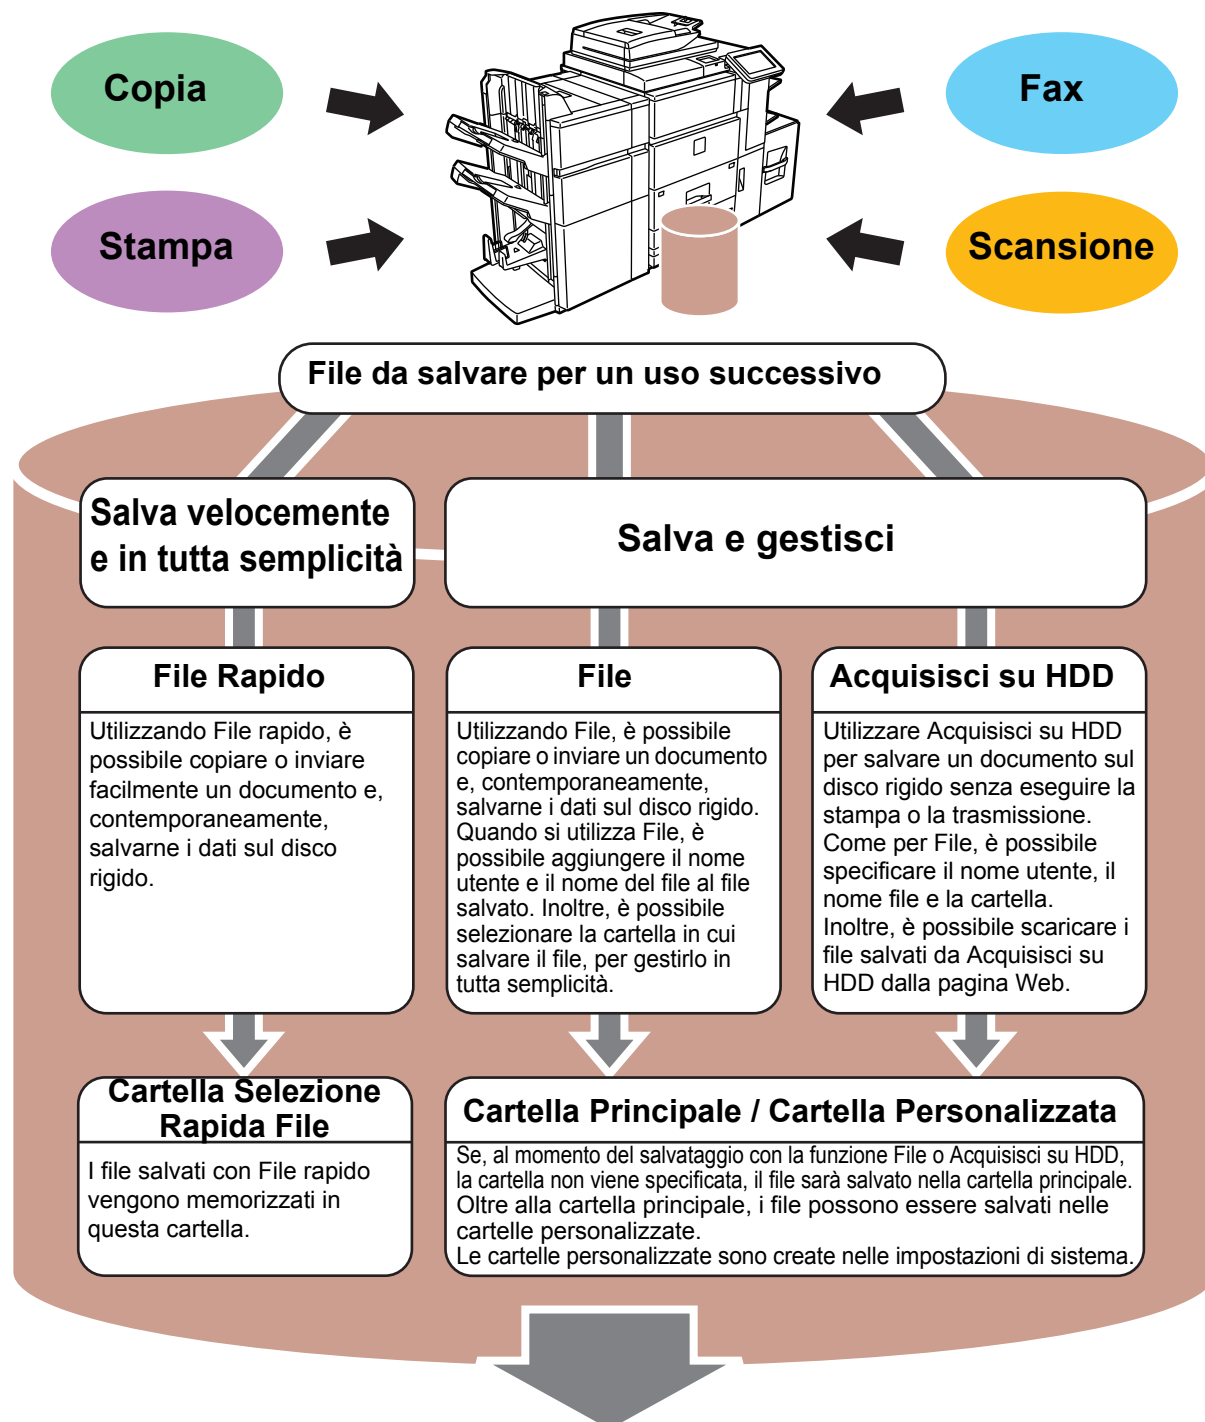 Copia
Fax
Stampa
Scansione
File da salvare per un uso successivo
Salva velocemente
e in tutta semplicità
Salva e gestisci
File Rapido
Utilizzando File rapido, è
possibile copiare o inviare
facilmente un documento e,
contemporaneamente,
salvarne i dati sul disco
rigido.
File
Utilizzando File, è possibile
copiare o inviare un documento
e, contemporaneamente,
salvarne i dati sul disco rigido.
Quando si utilizza File, è
possibile aggiungere il nome
utente e il nome del file al file
salvato. Inoltre, è possibile
selezionare la cartella in cui
salvare il file, per gestirlo in
tutta semplicità.
Acquisisci su HDD
Utilizzare Acquisisci su HDD
per salvare un documento sul
disco rigido senza eseguire la
stampa o la trasmissione.
Come per File, è possibile
specificare il nome utente, il
nome file e la cartella.
Inoltre, è possibile scaricare i
file salvati da Acquisisci su
HDD dalla pagina Web.
Cartella Selezione
Rapida File
I file salvati con File rapido
vengono memorizzati in
questa cartella.
Cartella Principale / Cartella Personalizzata
Se, al momento del salvataggio con la funzione File o Acquisisci su HDD,
la cartella non viene specificata, il file sarà salvato nella cartella principale.
Oltre alla cartella principale, i file possono essere salvati nelle
cartelle personalizzate.
Le cartelle personalizzate sono create nelle impostazioni di sistema.